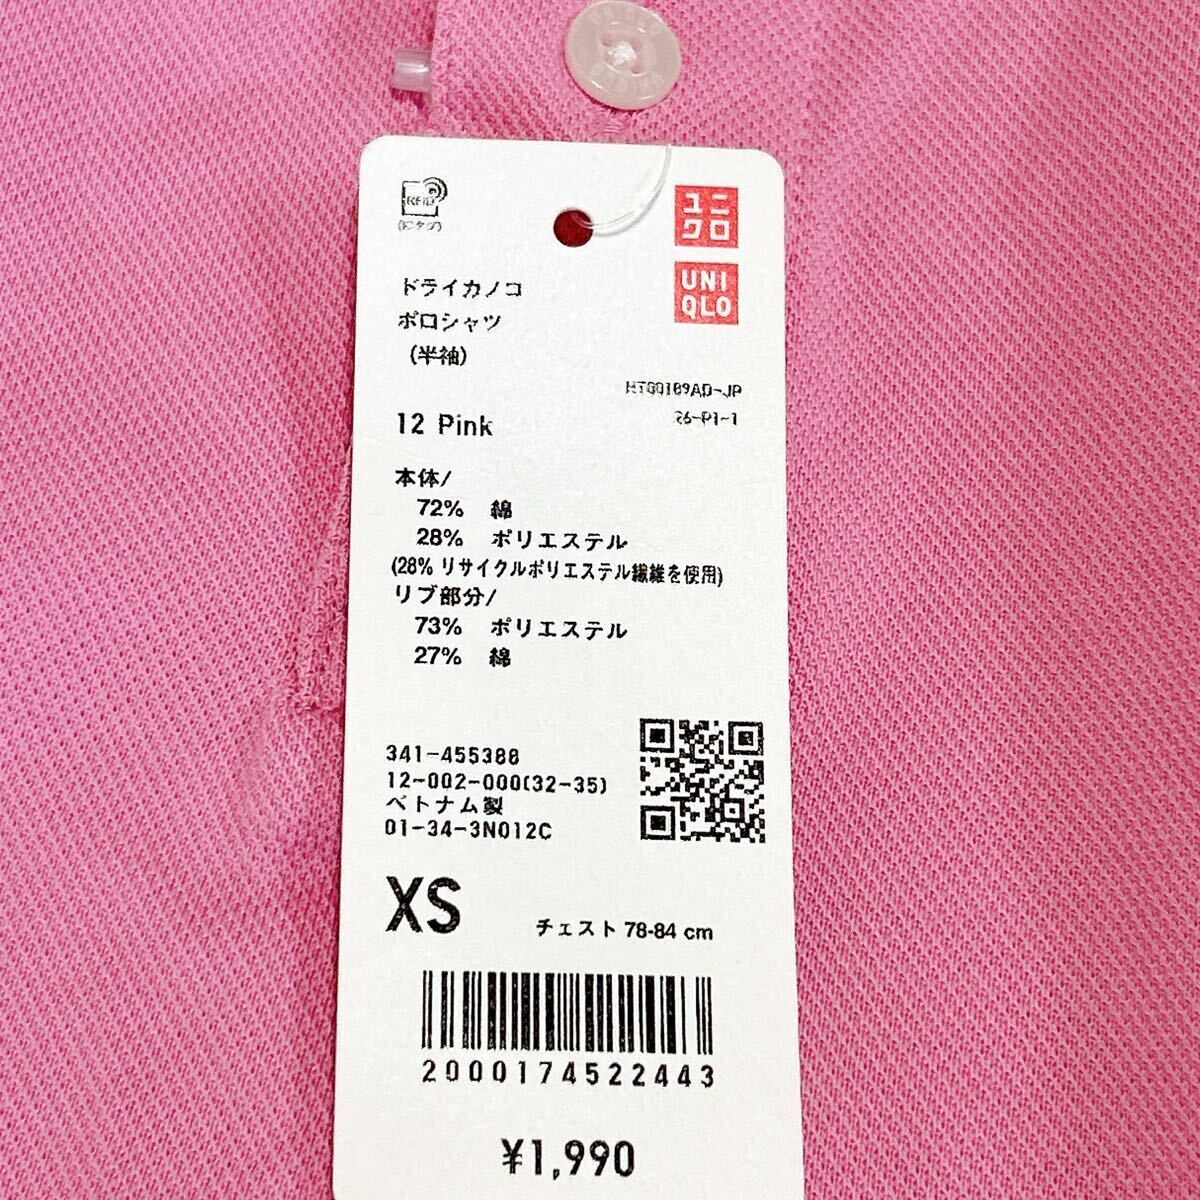 RFID
(ICタグ)
ユニ
クロ
UNI
QLO
ドライカノコ
ポロシャツ
(半袖)
12 Pink
本体/
72% 綿
28% ポリエステル
(28% リサイクルポリエステル繊維を使用)
リブ部分/
73% ポリエステル
27% 綿
341-455388
12-002-000(32-35)
ベトナム製
01-34-3N012C
XS
チェスト 78-84 cm
2000174522443
¥1,990